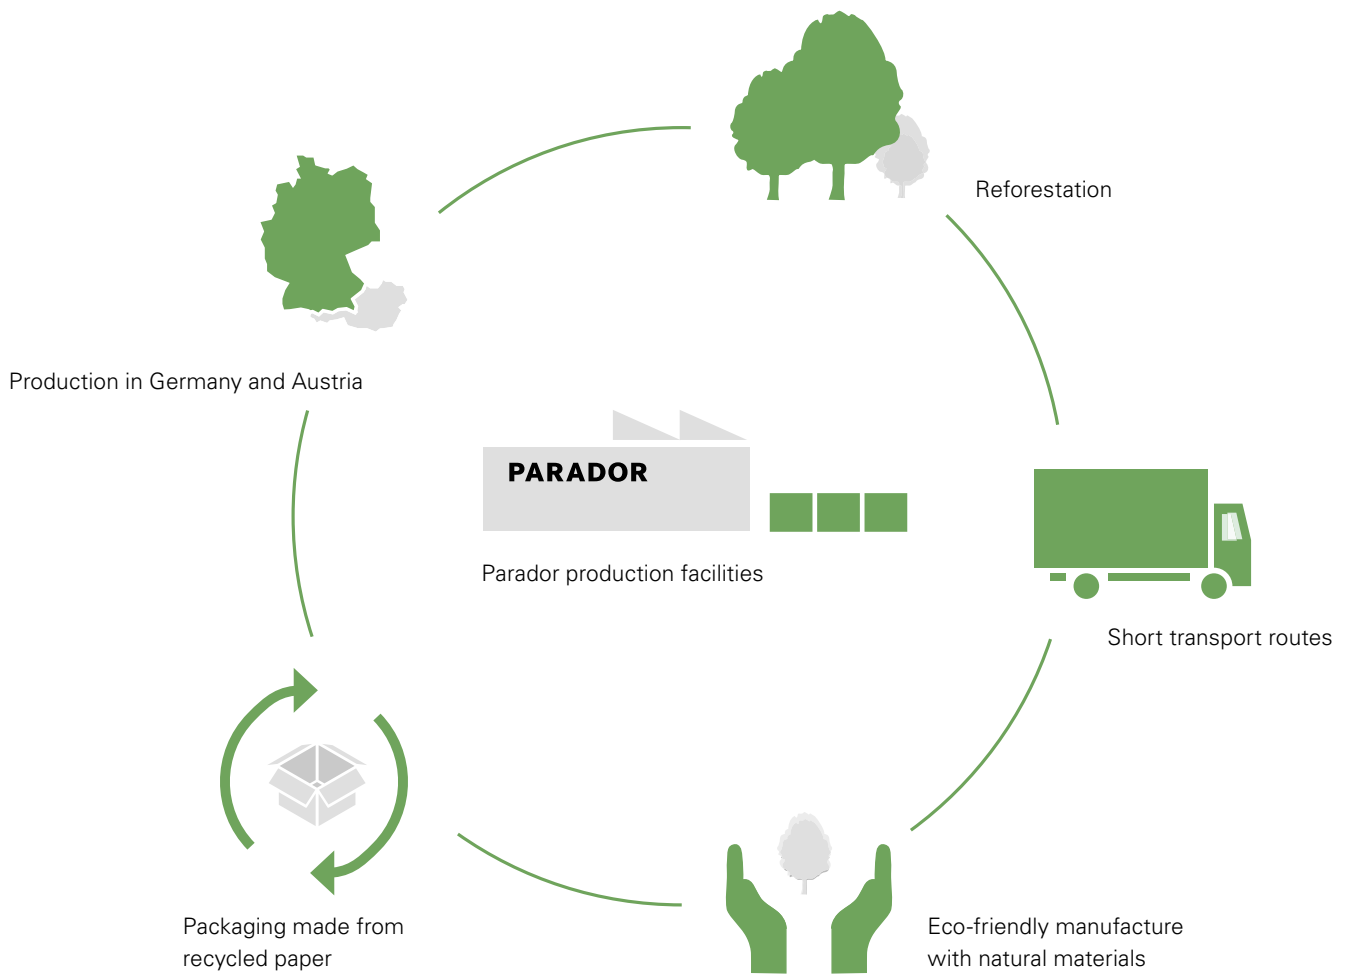 Reforestation
Production in Germany and Austria
PARADOR
Parador production facilities
Short transport routes
Packaging made from
recycled paper
Eco-friendly manufacture
with natural materials